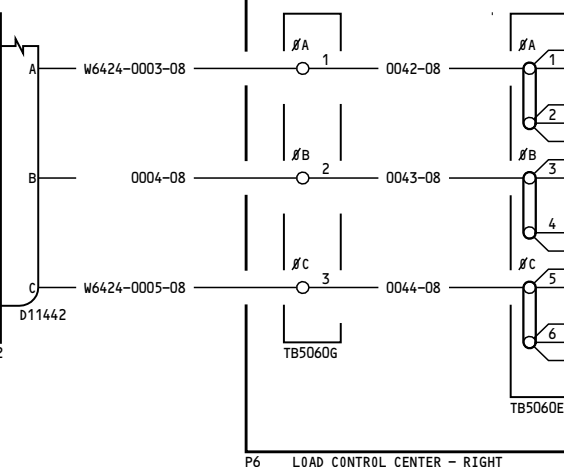 ØA ØA
A W6424-0003-08 1 0042-08 1
2
ØB ØB
B 0004-08 2 0043-08 3
4
ØC ØC
C W6424-0005-08 3 0044-08 5
D11442
6
2 TB5060G
TB5060E
P6 LOAD CONTROL CENTER - RIGHT